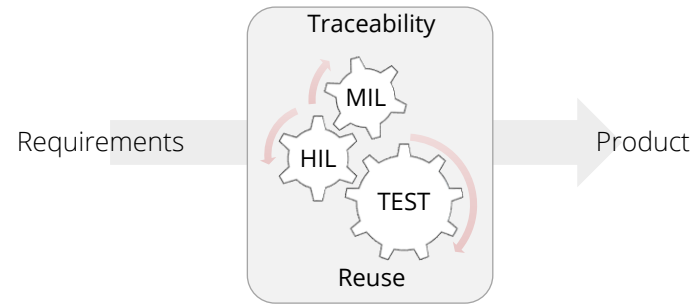 Traceability
MIL
Requirements
HIL
Product
TEST
Reuse